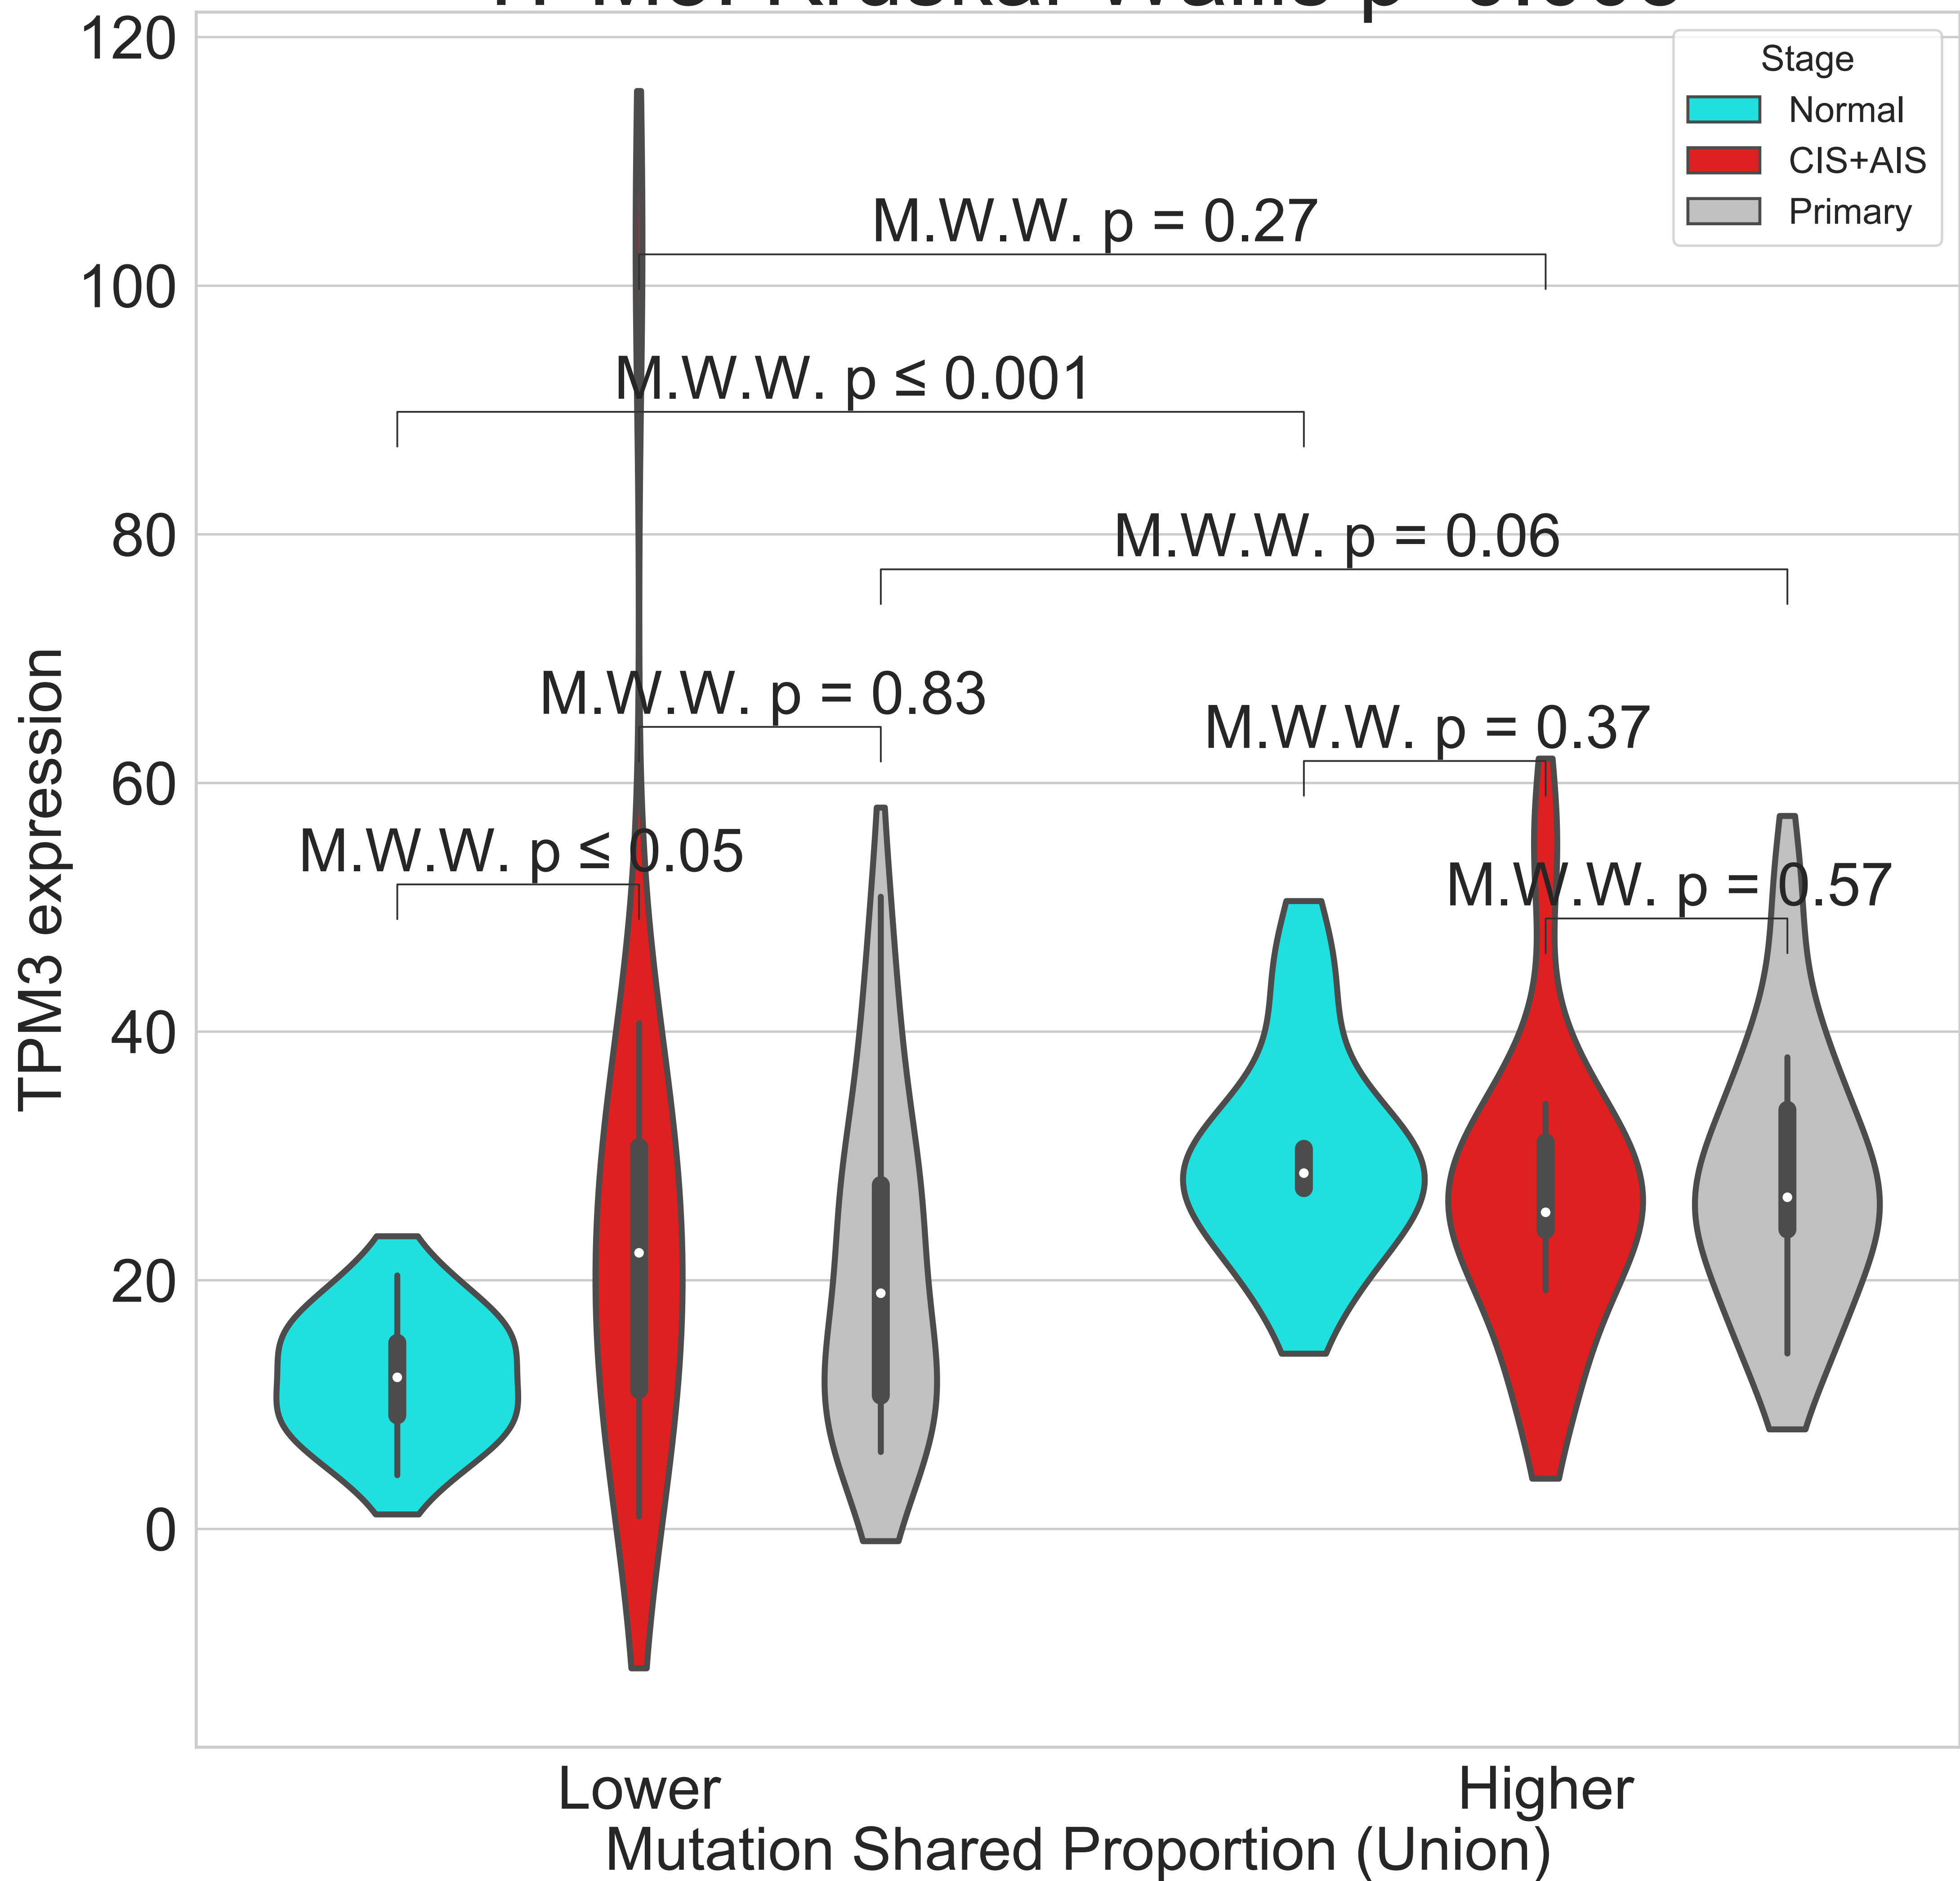 120
100
80
60
40
20
0
TPM3 expression
Stage
Normal
CIS+AIS
Primary
M.W.W. p = 0.27
M.W.W. p ≤ 0.001
M.W.W. p = 0.06
M.W.W. p = 0.83
M.W.W. p = 0.37
M.W.W. p ≤ 0.05
M.W.W. p = 0.57
Lower
Higher
Mutation Shared Proportion (Union)